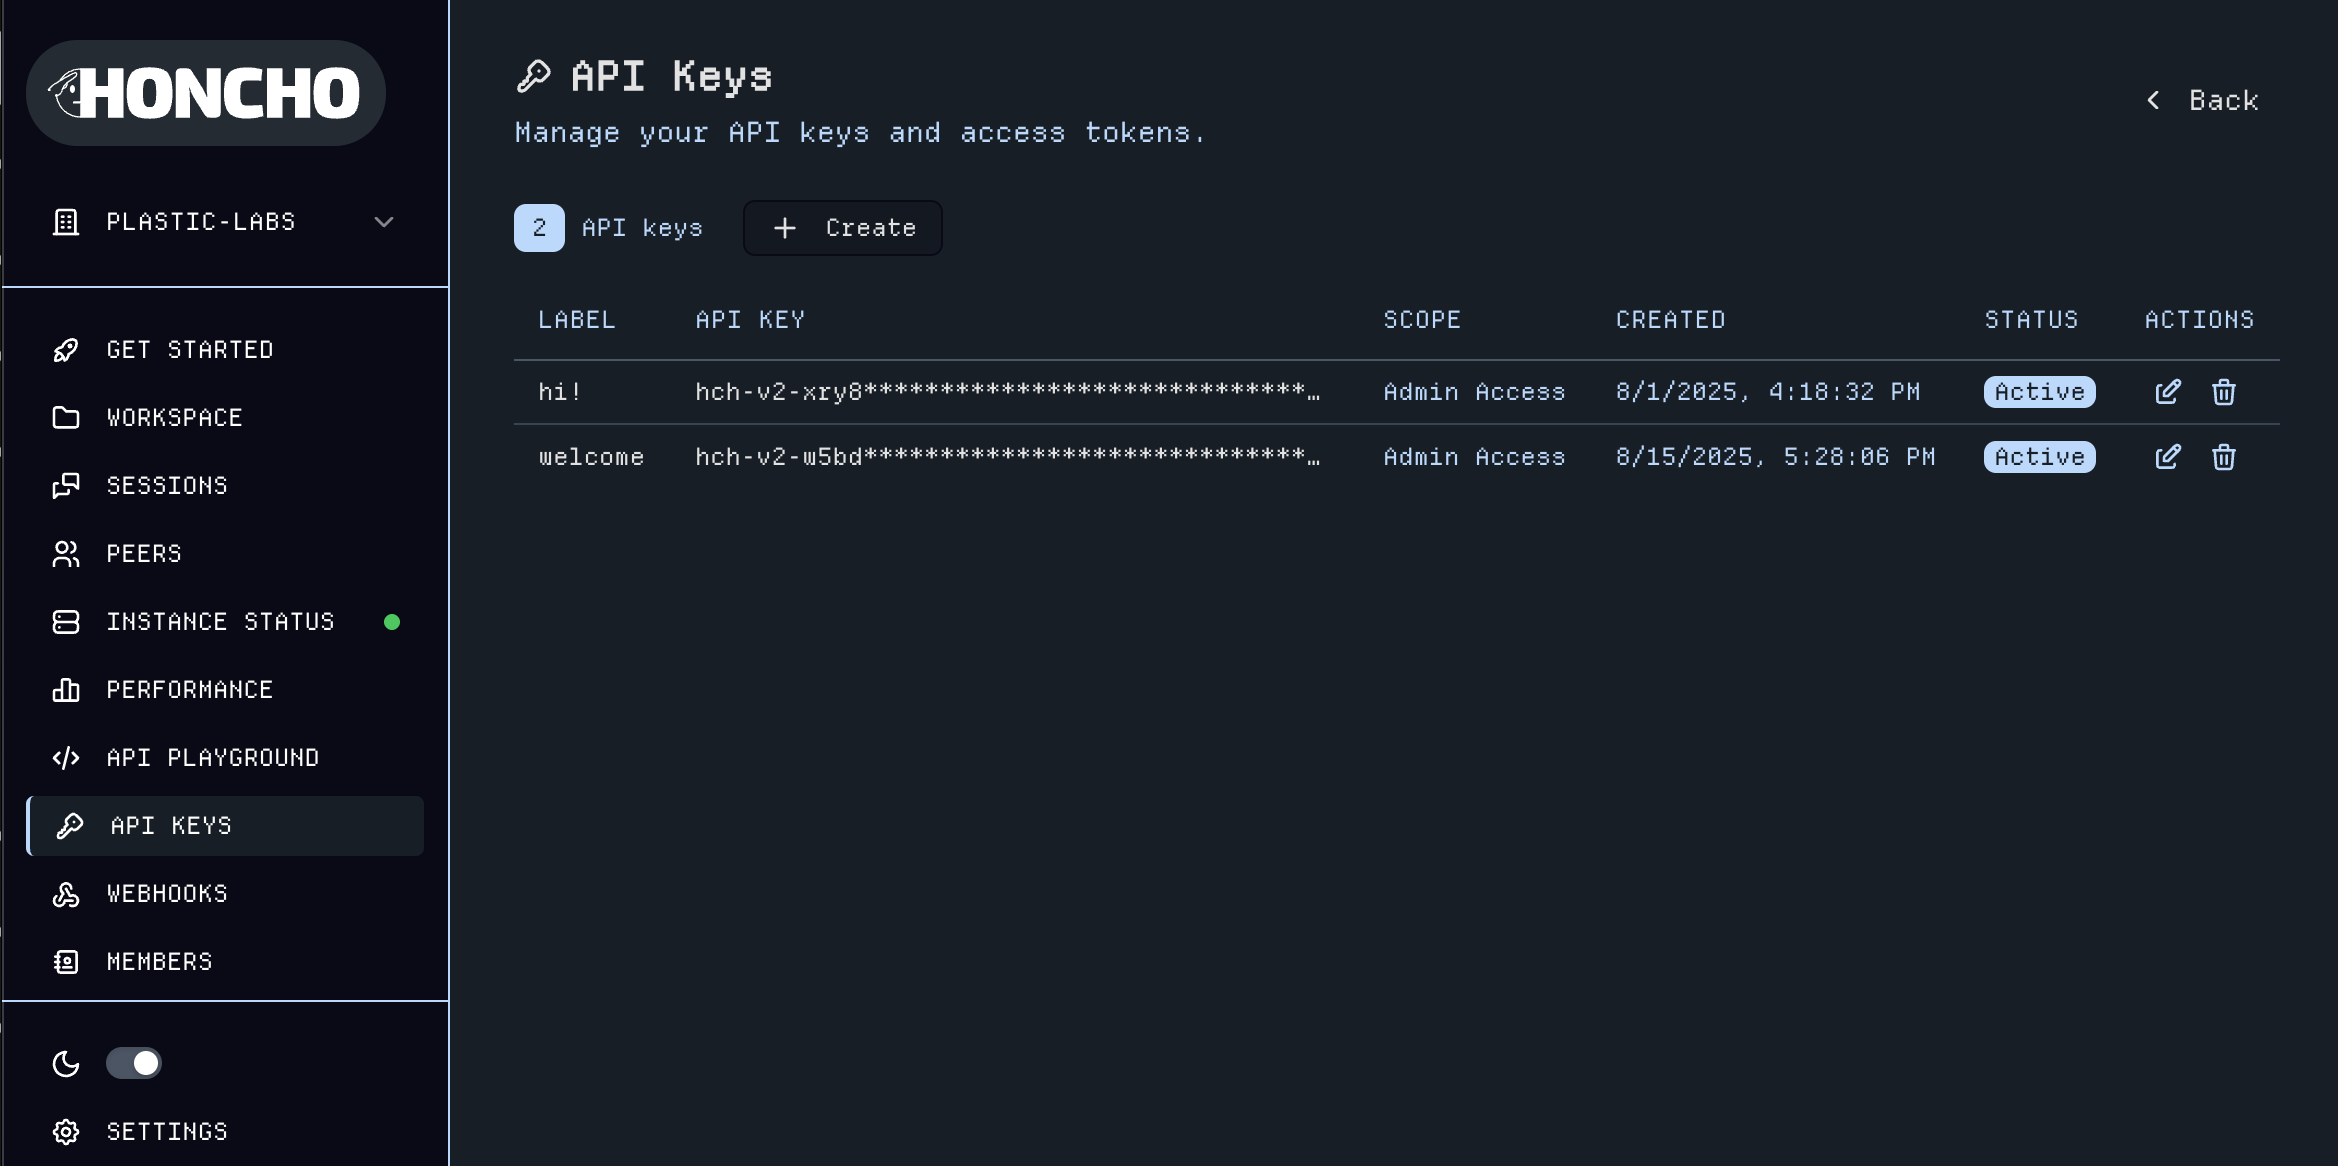 HONCHO
PLASTIC-LABS
GET STARTED
WORKSPACE
SESSIONS
PEERS
INSTANCE STATUS
PERFORMANCE
API PLAYGROUND
API KEYS
WEBHOOKS
MEMBERS
SETTINGS
API Keys
Manage your API keys and access tokens.
Back
2 API keys + Create
LABEL API KEY SCOPE CREATED STATUS ACTIONS
hi! hch-v2-xry8*****************************… Admin Access 8/1/2025, 4:18:32 PM Active
welcome hch-v2-w5bd*****************************… Admin Access 8/15/2025, 5:28:06 PM Active